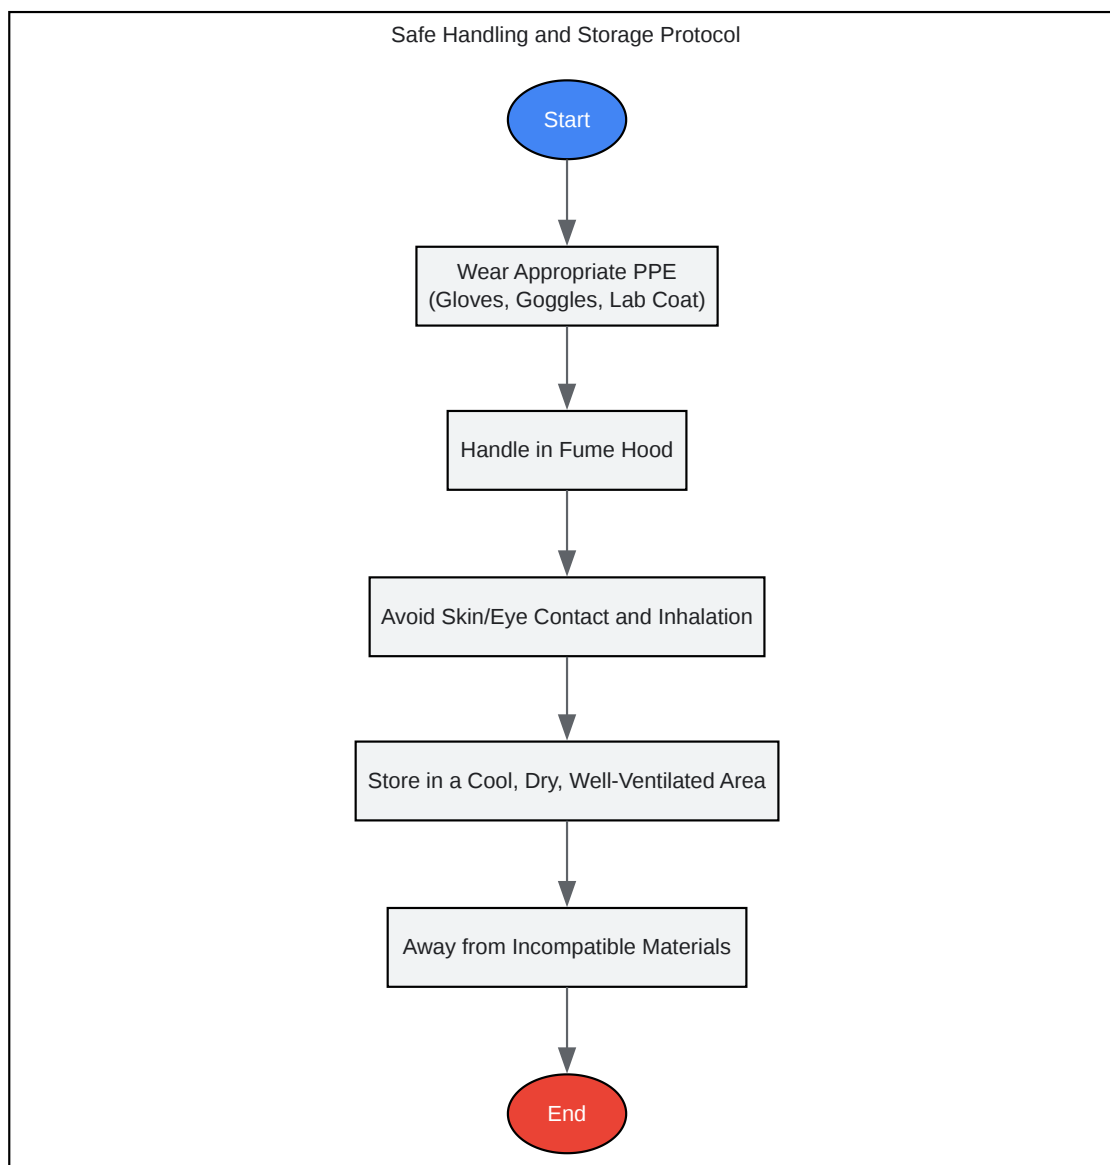 Safe Handling and Storage Protocol
Start
Wear Appropriate PPE
(Gloves, Goggles, Lab Coat)
Handle in Fume Hood
Avoid Skin/Eye Contact and Inhalation
Store in a Cool, Dry, Well-Ventilated Area
Away from Incompatible Materials
End